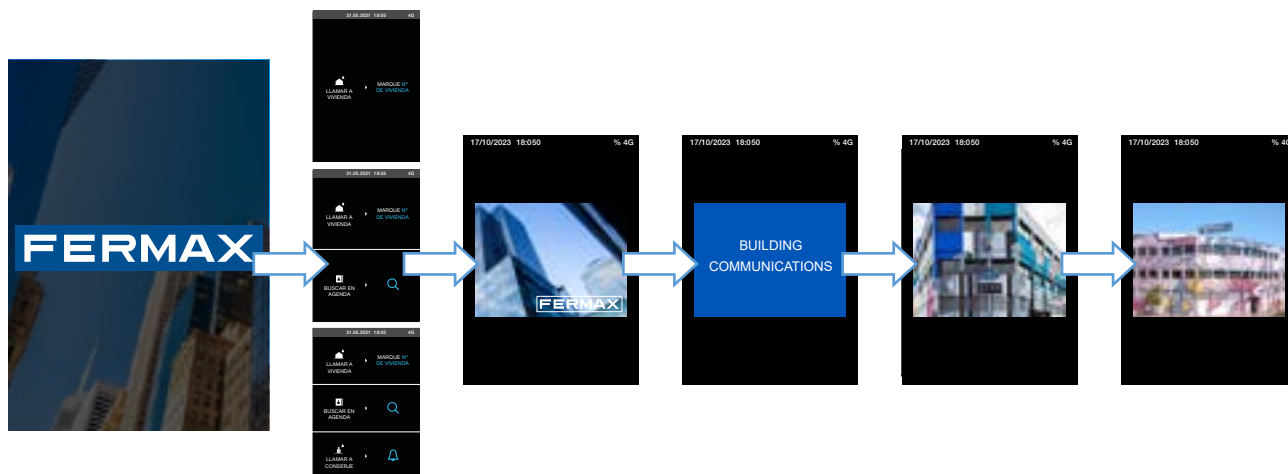 FERMAX
31.05.2021 18:05 4G
LLAMAR A
VIVIENDA
MARQUE Nº
DE VIVIENDA
31.05.2021 18:05 4G
LLAMAR A
VIVIENDA
MARQUE Nº
DE VIVIENDA
BUSCAR EN
AGENDA
31.05.2021 18:05 4G
LLAMAR A
VIVIENDA
MARQUE Nº
DE VIVIENDA
BUSCAR EN
AGENDA
LLAMAR A
CONSERJE
17/10/2023 18:050 % 4G
FERMAX
17/10/2023 18:050 % 4G
BUILDING
COMMUNICATIONS
17/10/2023 18:050 % 4G
17/10/2023 18:050 % 4G